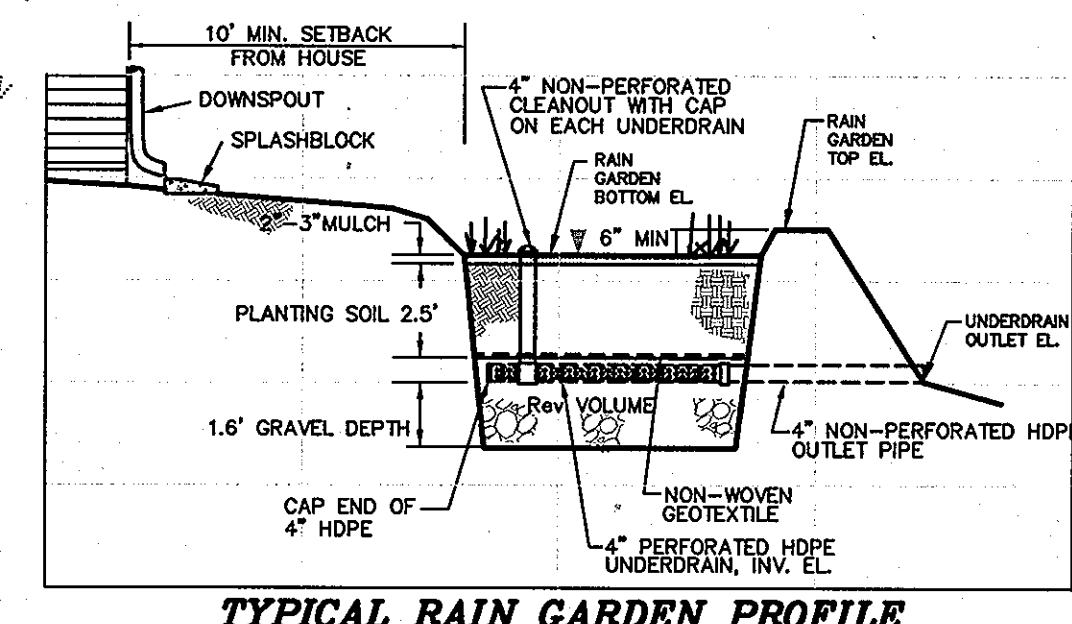 10' MIN. SETBACK
FROM HOUSE
DOWNSPOUT
SPLASHBLOCK
4" NON-PERFORATED
CLEANOUT WITH CAP
ON EACH UNDERDRAIN
RAIN
GARDEN
TOP EL.
RAIN
GARDEN
BOTTOM EL.
2"-3" MULCH
6" MIN
PLANTING SOIL 2.5'
UNDERDRAIN
OUTLET EL.
Rev VOLUME
1.6' GRAVEL DEPTH
4" NON-PERFORATED HDPE
OUTLET PIPE
CAP END OF
4" HDPE
NON-WOVEN
GEOTEXTILE
4" PERFORATED HDPE
UNDERDRAIN, INV. EL.
TYPICAL RAIN GARDEN PROFILE